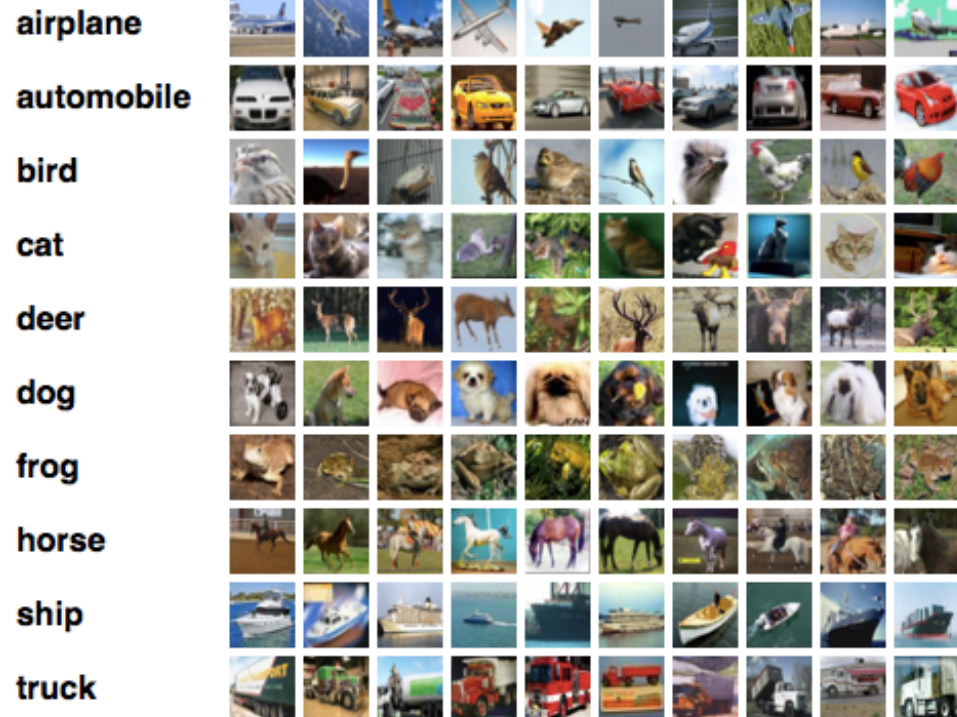 airplane
automobile
bird
cat
deer
dog
frog
horse
ship
truck